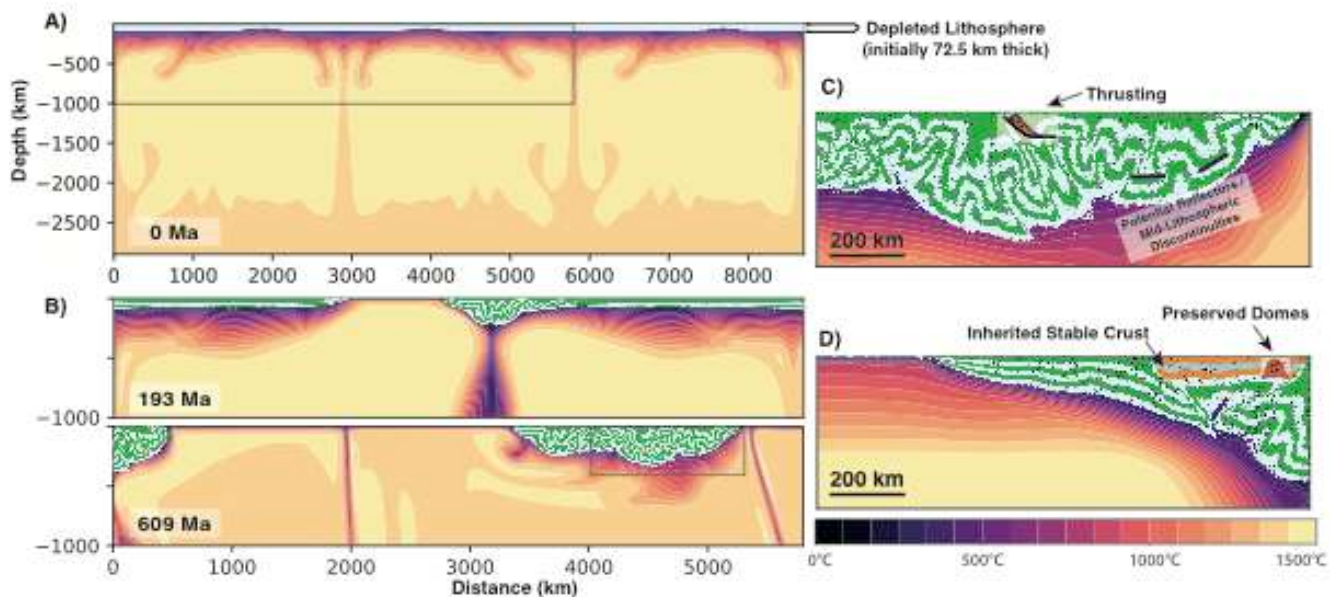 A)
Depleted Lithosphere
(initially 72.5 km thick)
0
−500
−1000
−1500
−2000
−2500
Depth (km)
0 Ma
0 1000 2000 3000 4000 5000 6000 7000 8000
B)
193 Ma
−1000
609 Ma
−1000
0 1000 2000 3000 4000 5000
Distance (km)
C)
Thrusting
Potential Reflectors /
Mid-Lithospheric
Discontinuities
200 km
D)
Preserved Domes
Inherited Stable Crust
200 km
0°C 500°C 1000°C 1500°C